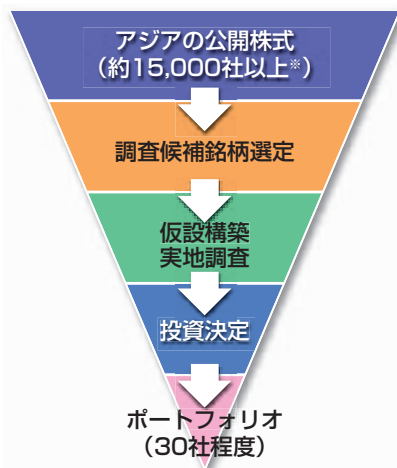 アジアの公開株式
（約15,000社以上※）
調査候補銘柄選定
仮設構築
実地調査
投資決定
ポートフォリオ
（30社程度）